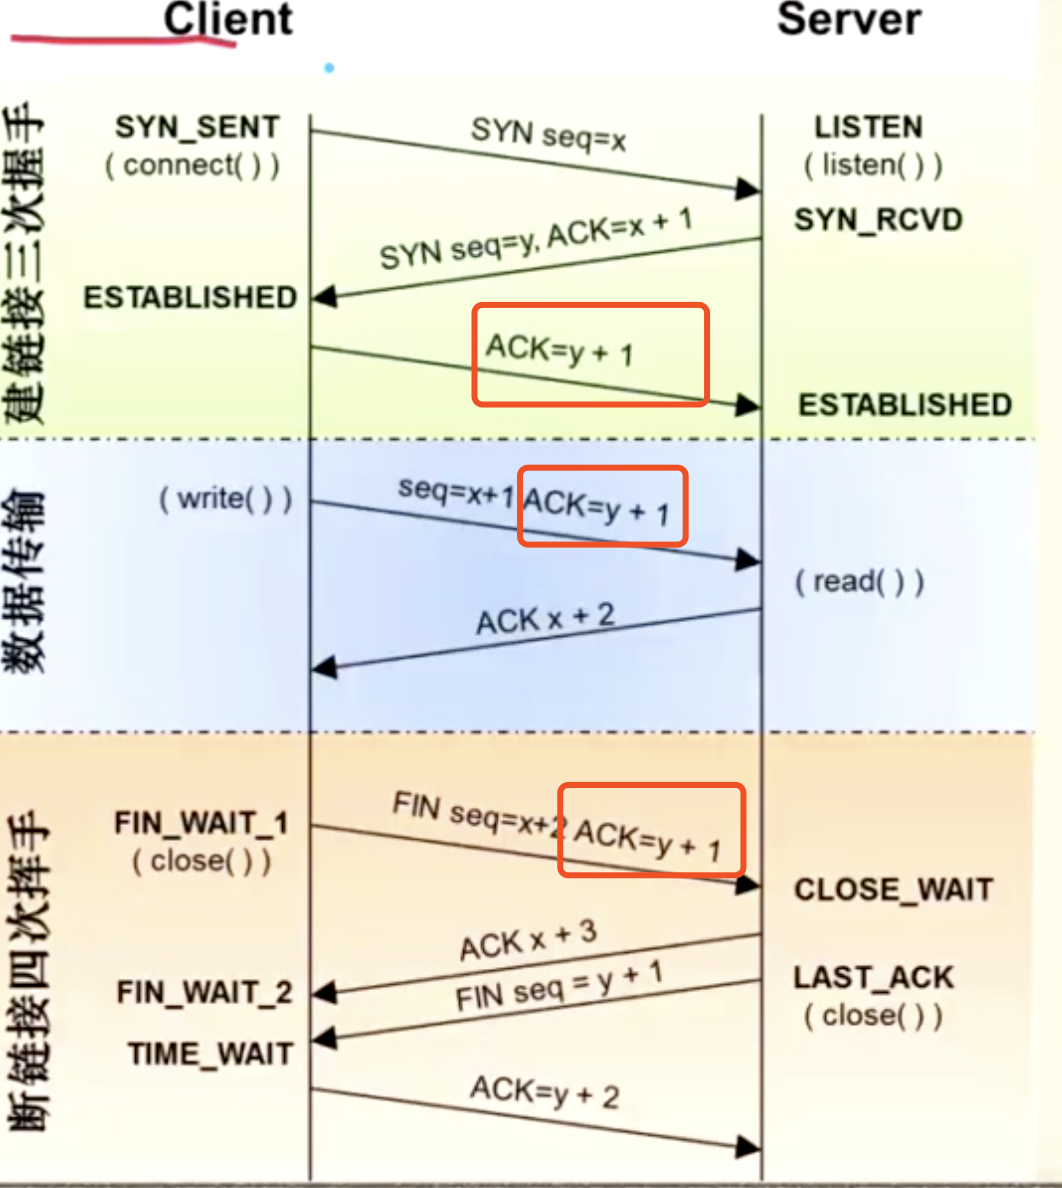 Client
Server
建链接三次握手
SYN_SENT
( connect( ) )
SYN seq=x
LISTEN
( listen( ) )
SYN_RCVD
SYN seq=y, ACK=x + 1
ESTABLISHED
ACK=y + 1
ESTABLISHED
数据传输
( write( ) )
seq=x+1 ACK=y + 1
( read( ) )
ACK x + 2
断链接四次挥手
FIN_WAIT_1
( close( ) )
FIN seq=x+2 ACK=y + 1
CLOSE_WAIT
ACK x + 3
FIN_WAIT_2
FIN seq = y + 1
LAST_ACK
( close( ) )
TIME_WAIT
ACK=y + 2